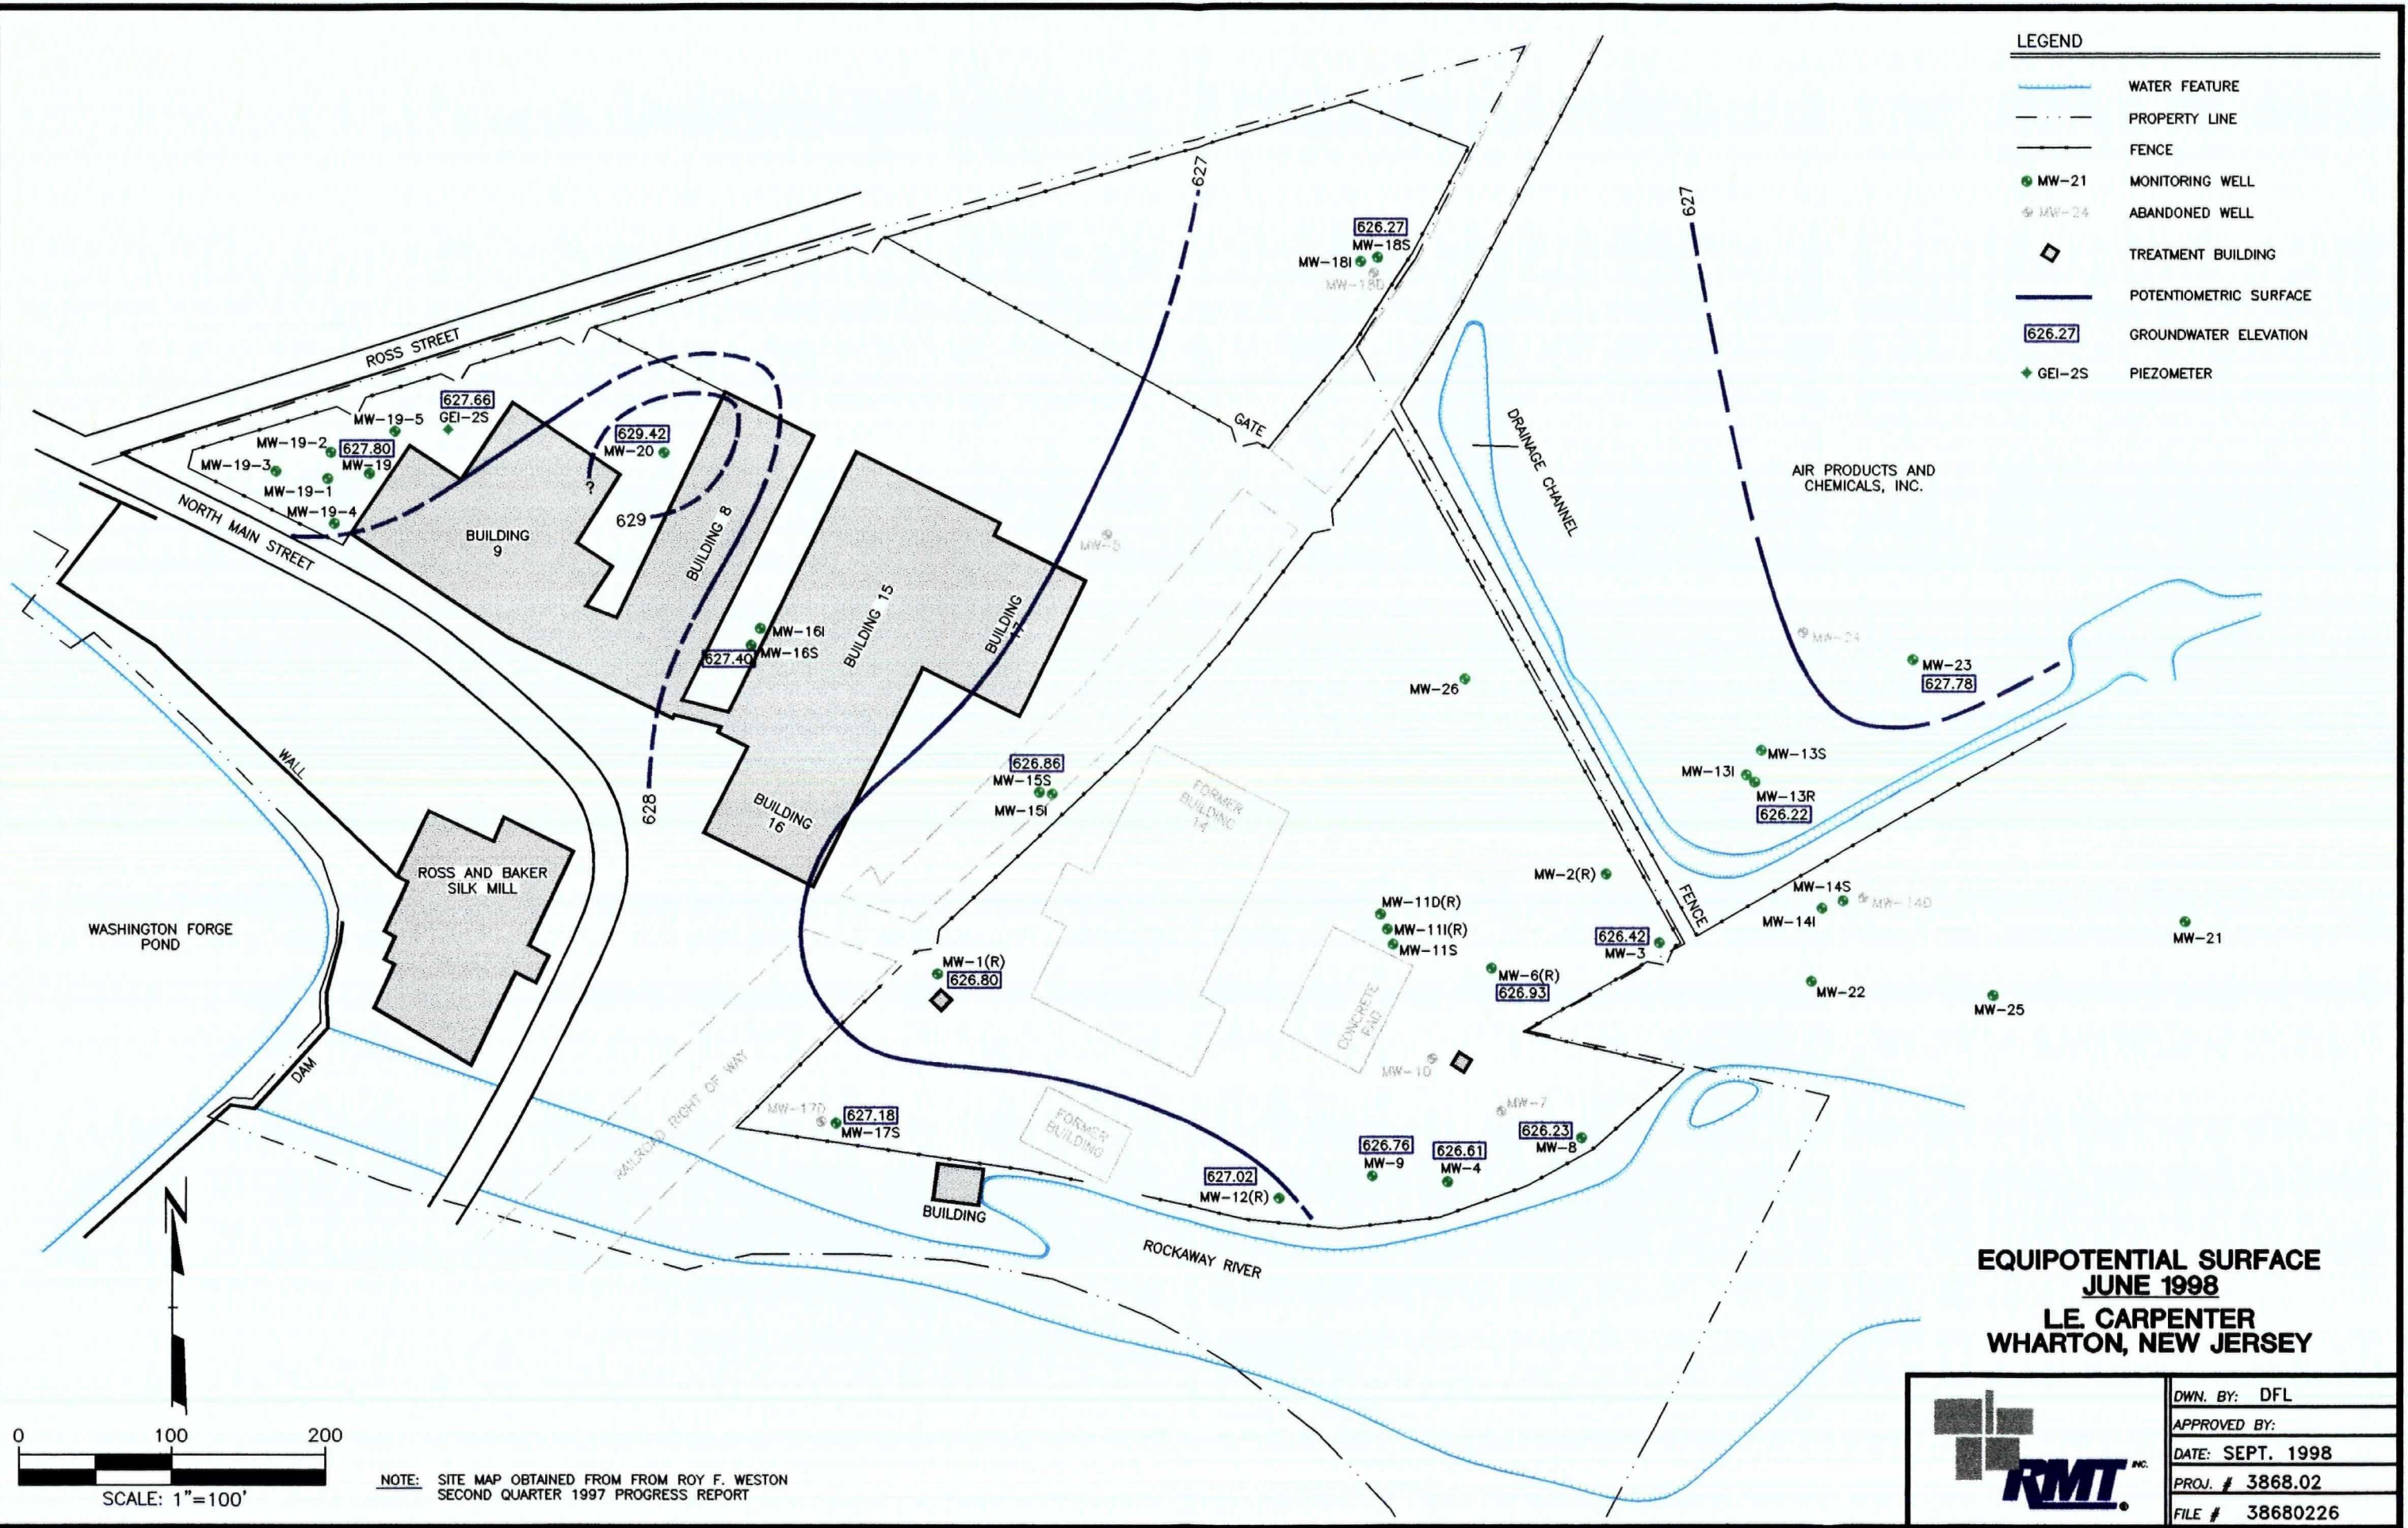 LEGEND
WATER FEATURE
PROPERTY LINE
FENCE
MW-21 MONITORING WELL
MW-24 ABANDONED WELL
TREATMENT BUILDING
POTENTIOMETRIC SURFACE
626.27 GROUNDWATER ELEVATION
GEI-2S PIEZOMETER
627
627
626.27
MW-18S
MW-18I
MW-18D
ROSS STREET
627.66
GEI-2S
MW-19-5
MW-19-2
627.80
MW-19-3
MW-19
MW-19-1
MW-19-4
NORTH MAIN STREET
629.42
MW-20
?
629
BUILDING
9
BUILDING 8
BUILDING 15
BUILDING
17
GATE
DRAINAGE CHANNEL
AIR PRODUCTS AND
CHEMICALS, INC.
MW-16I
MW-16S
627.40
MW-26
MW-24
MW-23
627.78
WALL
628
BUILDING
16
626.86
MW-15S
MW-15I
FORMER
BUILDING
14
MW-13S
MW-13I
MW-13R
626.22
ROSS AND BAKER
SILK MILL
WASHINGTON FORGE
POND
DAM
MW-2(R)
MW-11D(R)
MW-11I(R)
MW-11S
FENCE
626.42
MW-3
MW-14S
MW-14I
MW-14D
MW-21
MW-1(R)
626.80
MW-6(R)
626.93
MW-22
MW-25
CONCRETE
PAD
MW-10
MW-7
RAILROAD RIGHT OF WAY
MW-17D
627.18
MW-17S
FORMER
BUILDING
626.23
MW-8
626.76
MW-9
626.61
MW-4
627.02
MW-12(R)
BUILDING
ROCKAWAY RIVER
N
EQUIPOTENTIAL SURFACE
JUNE 1998
L.E. CARPENTER
WHARTON, NEW JERSEY
0 100 200
SCALE: 1"=100'
NOTE: SITE MAP OBTAINED FROM FROM ROY F. WESTON
SECOND QUARTER 1997 PROGRESS REPORT
RMT INC.
DWN. BY: DFL
APPROVED BY:
DATE: SEPT. 1998
PROJ. # 3868.02
FILE # 38680226